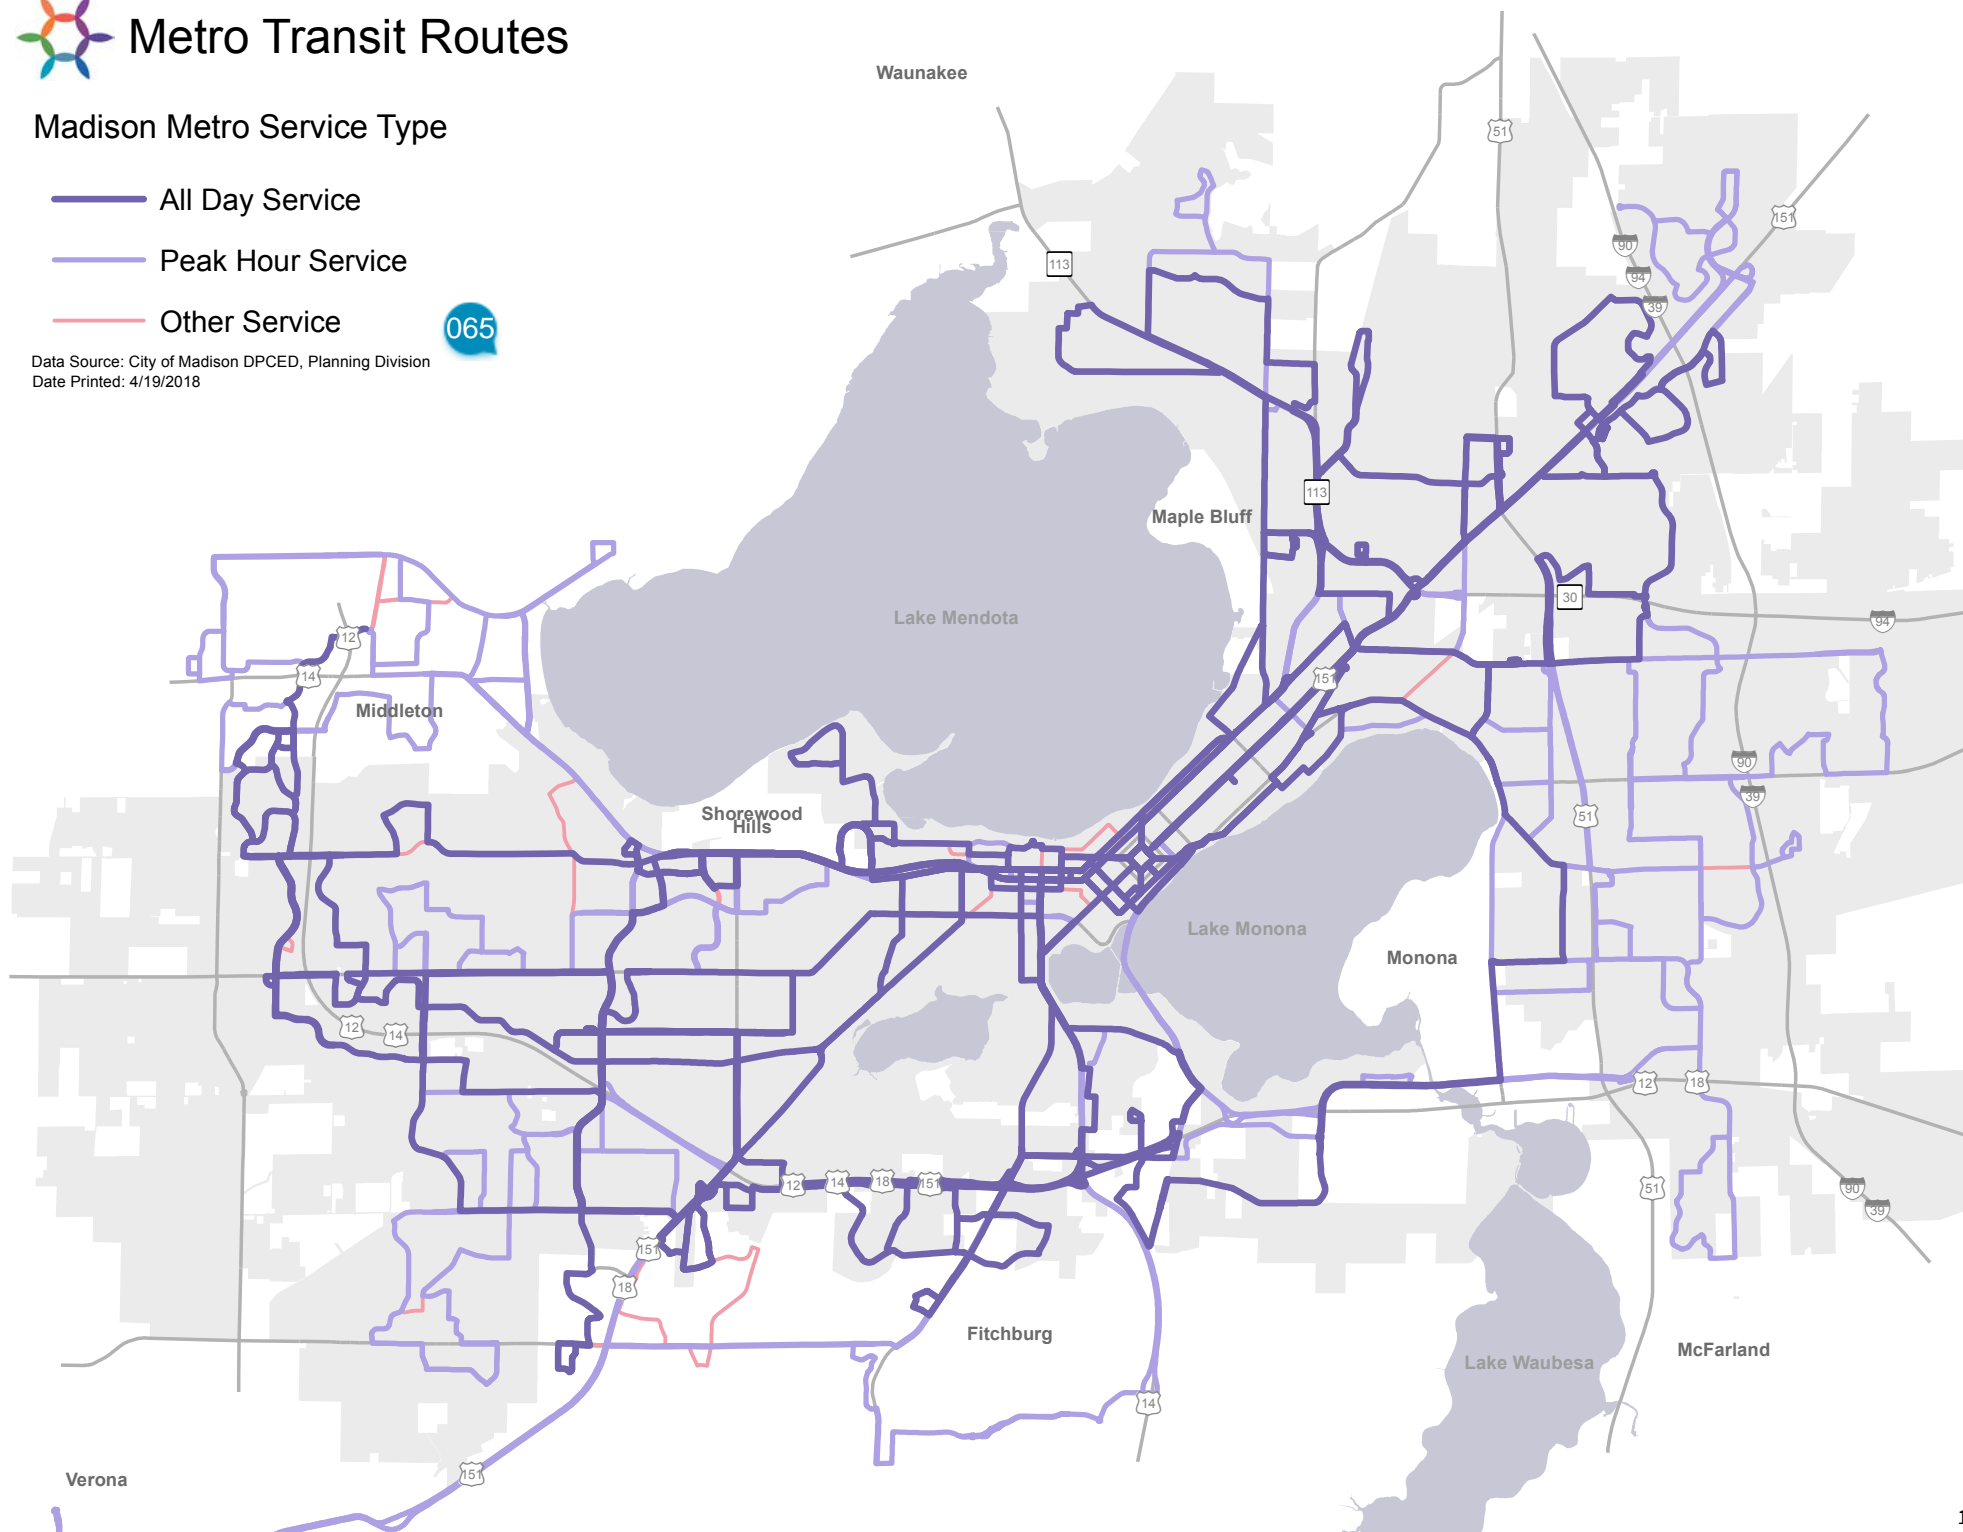 Metro Transit Routes
Madison Metro Service Type
All Day Service
Peak Hour Service
Other Service
065
Data Source: City of Madison DPCED, Planning Division
Date Printed: 4/19/2018
Waunakee
51
151
90
94
39
113
113
Maple Bluff
Lake Mendota
30
94
12
14
151
Middleton
90
39
51
Shorewood
Hills
Lake Monona
Monona
12
14
12
18
12
14
18
151
51
90
39
151
18
Fitchburg
McFarland
Lake Waubesa
14
151
Verona
1